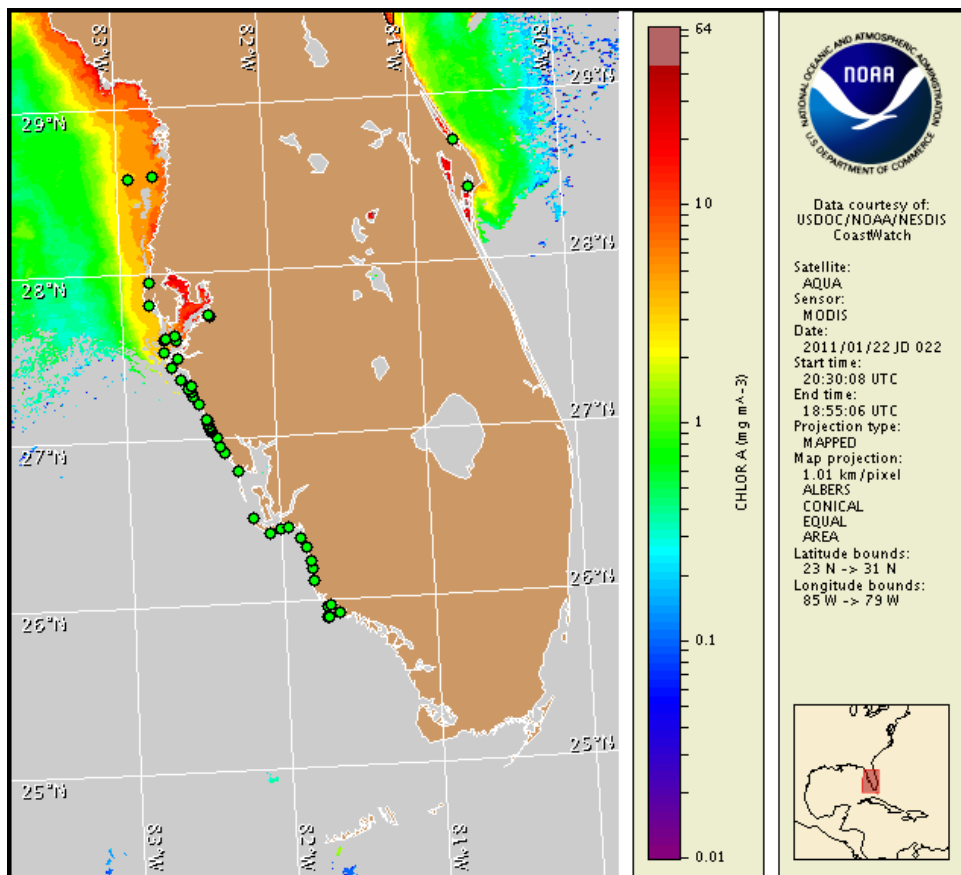 83°W
82°W
81°W
80°W
29°N
29°N
28°N
28°N
27°N
27°N
26°N
26°N
25°N
25°N
83°W
82°W
81°W
64
10
1
0.1
0.01
CHLOR A (mg m^-3)
NATIONAL OCEANIC AND ATMOSPHERIC ADMINISTRATION
NOAA
U.S. DEPARTMENT OF COMMERCE
Data courtesy of:
USDOC/NOAA/NESDIS
CoastWatch
Satellite:
AQUA
Sensor:
MODIS
Date:
2011/01/22 JD 022
Start time:
20:30:08 UTC
End time:
18:55:06 UTC
Projection type:
MAPPED
Map projection:
1.01 km/pixel
ALBERS
CONICAL
EQUAL
AREA
Latitude bounds:
23 N -> 31 N
Longitude bounds:
85 W -> 79 W